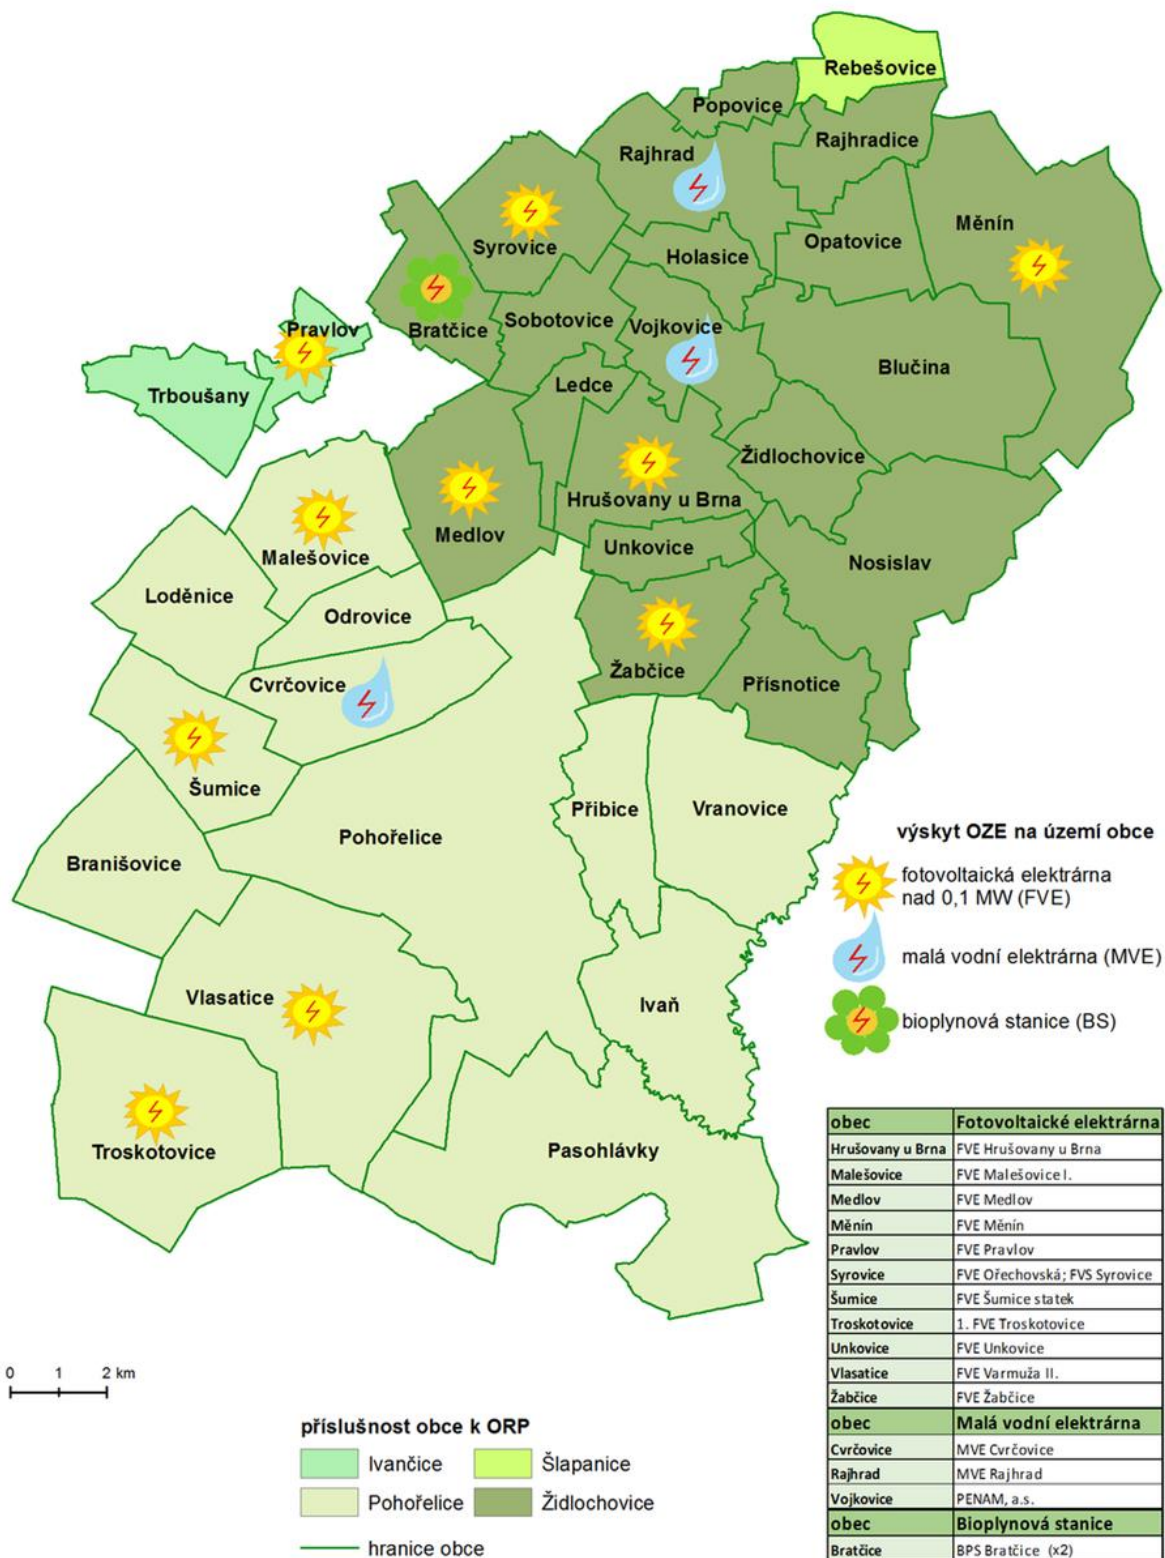 Rebešovice
Popovice
Rajhradice
Rajhrad
Měnín
Opatovice
Syrovice
Holasice
Bratčice
Sobotovice
Vojkovice
Pravlov
Blučina
Ledce
Trboušany
Židlochovice
Hrušovany u Brna
Medlov
Unkovice
Malešovice
Nosislav
Loděnice
Odrovice
Žabčice
Cvrčovice
Přísnotice
Šumice
Přibice
Vranovice
Pohořelice
Branišovice
Vlasatice
Ivaň
Troskotovice
Pasohlávky
výskyt OZE na území obce
fotovoltaická elektrárna
nad 0,1 MW (FVE)
malá vodní elektrárna (MVE)
bioplynová stanice (BS)
obec Fotovoltaické elektrárna
Hrušovany u Brna FVE Hrušovany u Brna
Malešovice FVE Malešovice I.
Medlov FVE Medlov
Měnín FVE Měnín
Pravlov FVE Pravlov
Syrovice FVE Ořechovská; FVS Syrovice
Šumice FVE Šumice statek
Troskotovice 1. FVE Troskotovice
Unkovice FVE Unkovice
Vlasatice FVE Varmuža II.
Žabčice FVE Žabčice
obec Malá vodní elektrárna
Cvrčovice MVE Cvrčovice
Rajhrad MVE Rajhrad
Vojkovice PENAM, a.s.
obec Bioplynová stanice
Bratčice BPS Bratčice (x2)
0 1 2 km
příslušnost obce k ORP
Ivančice Šlapanice
Pohořelice Židlochovice
hranice obce